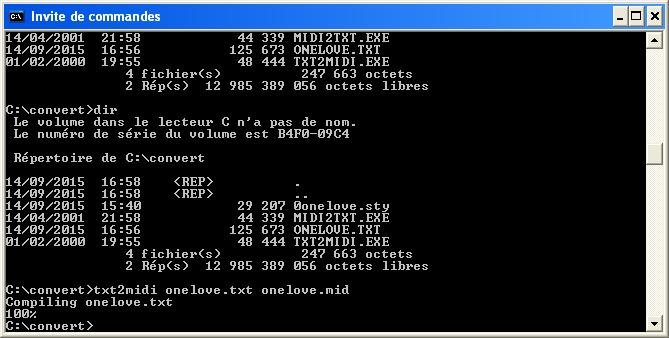 Invite de commandes
14/04/2001  21:58            44 339 MIDI2TXT.EXE
14/09/2015  16:56           125 673 ONELOVE.TXT
01/02/2000  19:55            48 444 TXT2MIDI.EXE
               4 fichier(s)          247 663 octets
               2 Rép(s)  12 985 389 056 octets libres
C:\convert>dir
 Le volume dans le lecteur C n'a pas de nom.
 Le numéro de série du volume est B4F0-09C4
 Répertoire de C:\convert
14/09/2015  16:58    <REP>          .
14/09/2015  16:58    <REP>          ..
14/09/2015  15:40            29 207 0onelove.sty
14/04/2001  21:58            44 339 MIDI2TXT.EXE
14/09/2015  16:56           125 673 ONELOVE.TXT
01/02/2000  19:55            48 444 TXT2MIDI.EXE
               4 fichier(s)          247 663 octets
               2 Rép(s)  12 985 389 056 octets libres
C:\convert>txt2midi onelove.txt onelove.mid
Compiling onelove.txt
100%
C:\convert>